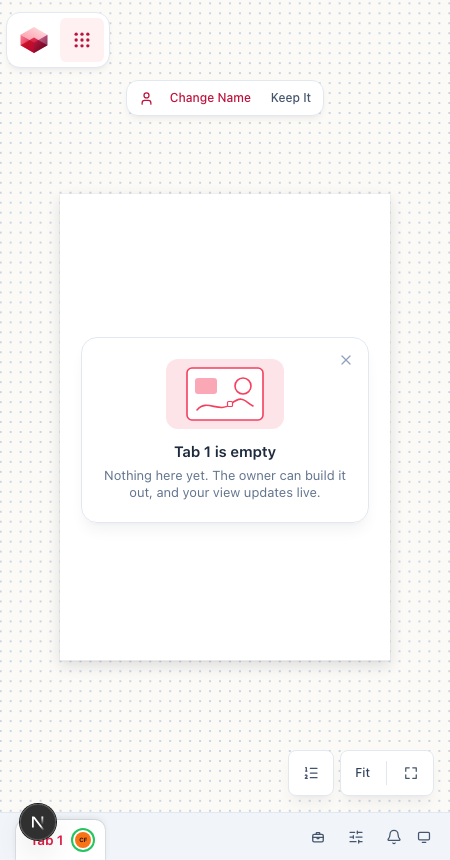 Change Name
Keep It
Tab 1 is empty
Nothing here yet. The owner can build it
out, and your view updates live.
Fit
N
Tab 1
CF